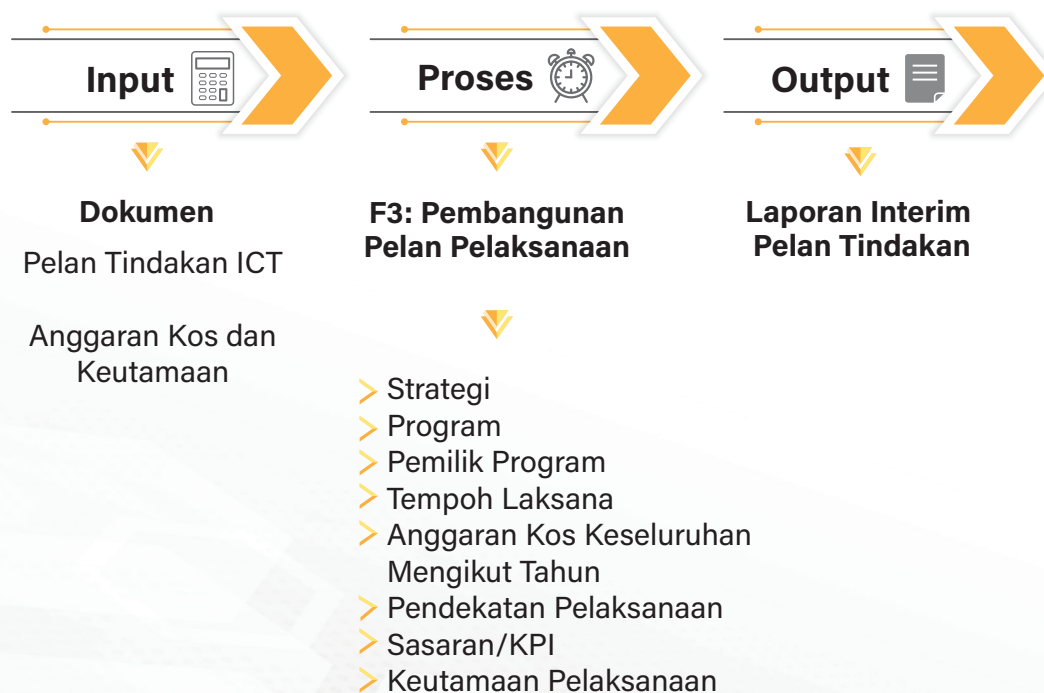 Input
Dokumen
Pelan Tindakan ICT
Anggaran Kos dan
Keutamaan
Proses
F3: Pembangunan
Pelan Pelaksanaan
Strategi
Program
Pemilik Program
Tempoh Laksana
Anggaran Kos Keseluruhan
Mengikut Tahun
Pendekatan Pelaksanaan
Sasaran/KPI
Keutamaan Pelaksanaan
Output
Laporan Interim
Pelan Tindakan